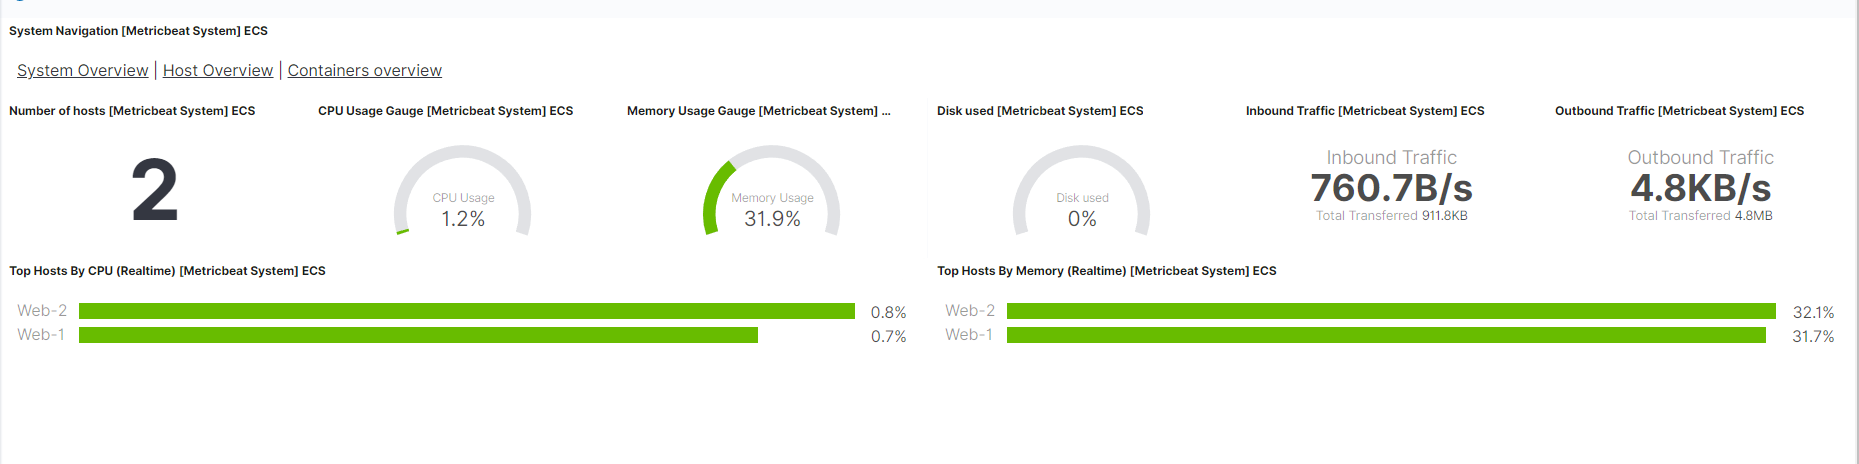 System Navigation [Metricbeat System] ECS
System Overview | Host Overview | Containers overview
Number of hosts [Metricbeat System] ECS
2
CPU Usage Gauge [Metricbeat System] ECS
CPU Usage
1.2%
Memory Usage Gauge [Metricbeat System] ...
Memory Usage
31.9%
Disk used [Metricbeat System] ECS
Disk used
0%
Inbound Traffic [Metricbeat System] ECS
Inbound Traffic
760.7B/s
Total Transferred 911.8KB
Outbound Traffic [Metricbeat System] ECS
Outbound Traffic
4.8KB/s
Total Transferred 4.8MB
Top Hosts By CPU (Realtime) [Metricbeat System] ECS
Web-2 0.8%
Web-1 0.7%
Top Hosts By Memory (Realtime) [Metricbeat System] ECS
Web-2 32.1%
Web-1 31.7%